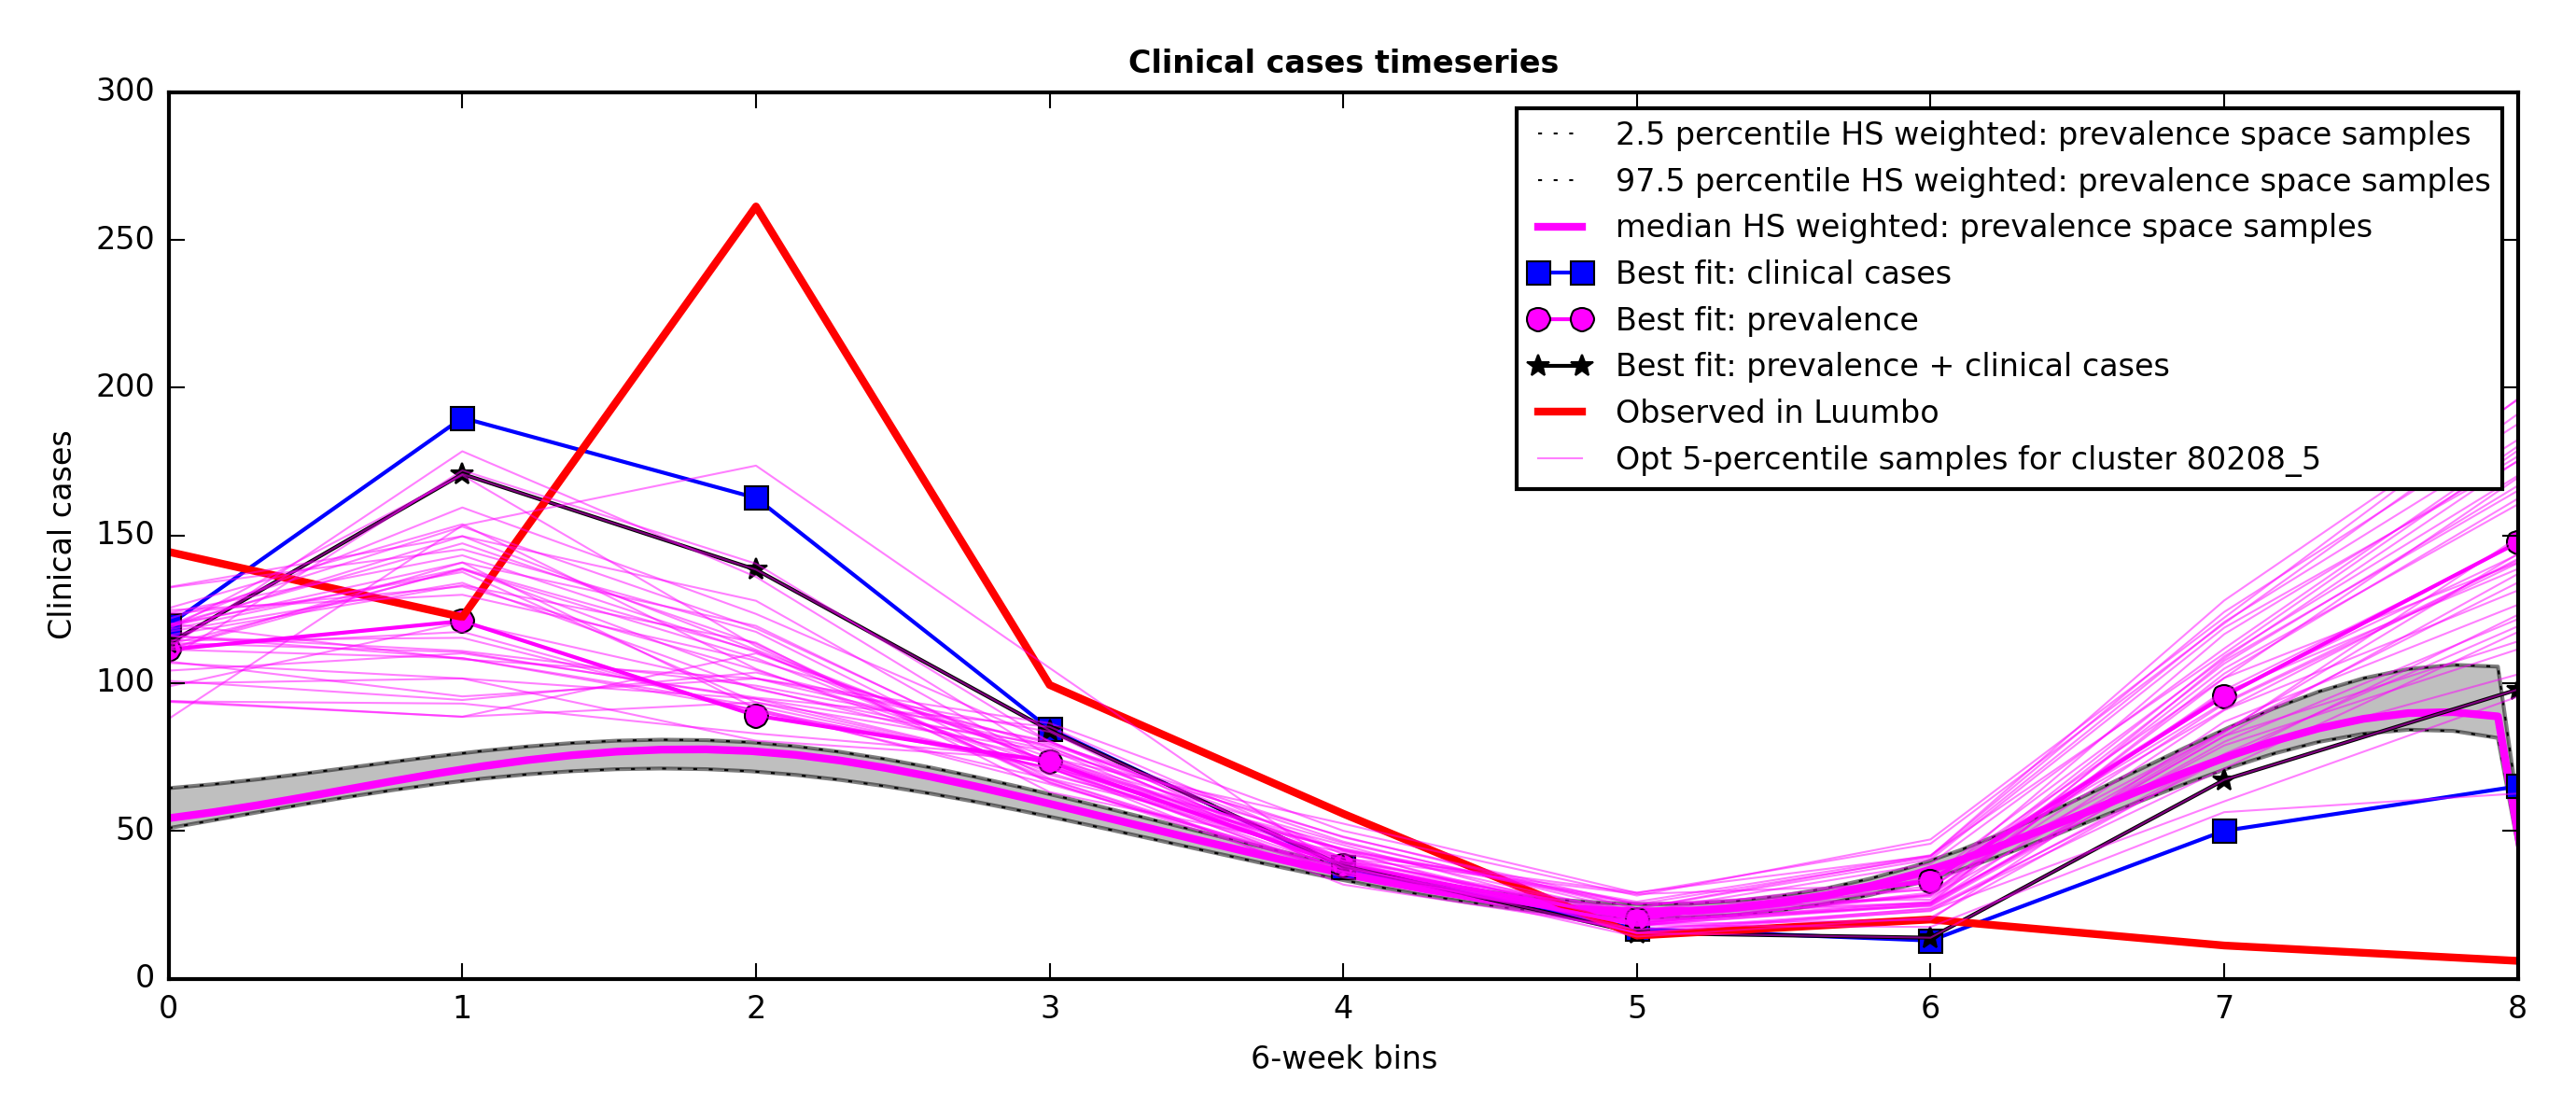 Clinical cases timeseries
300
250
200
150
100
50
0
Clinical cases
2.5 percentile HS weighted: prevalence space samples
97.5 percentile HS weighted: prevalence space samples
median HS weighted: prevalence space samples
Best fit: clinical cases
Best fit: prevalence
Best fit: prevalence + clinical cases
Observed in Luumbo
Opt 5-percentile samples for cluster 80208_5
0 1 2 3 4 5 6 7 8
6-week bins